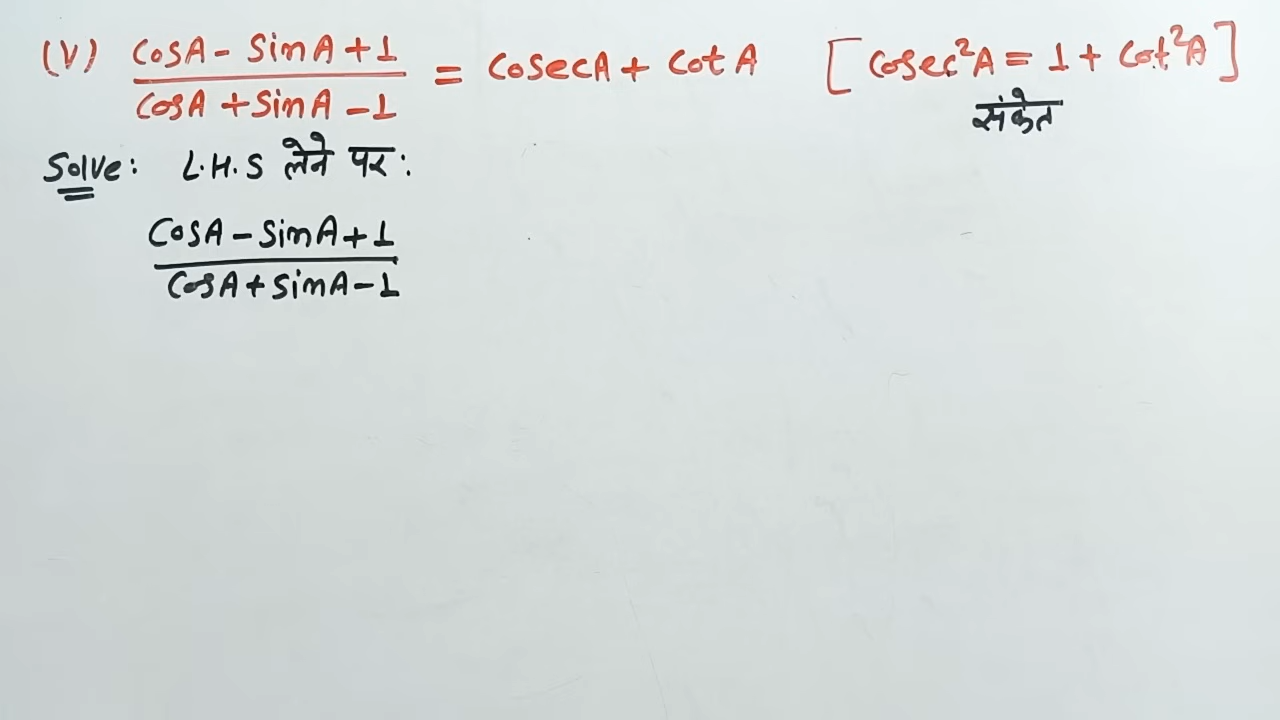 (V) (CosA - SinA + 1)/(CosA + SinA - 1) = CosecA + Cot A [Cosec²A = 1 + Cot²A]
संकेत
Solve: L.H.S लेने पर:
CosA - SinA + 1
CosA + SinA - 1